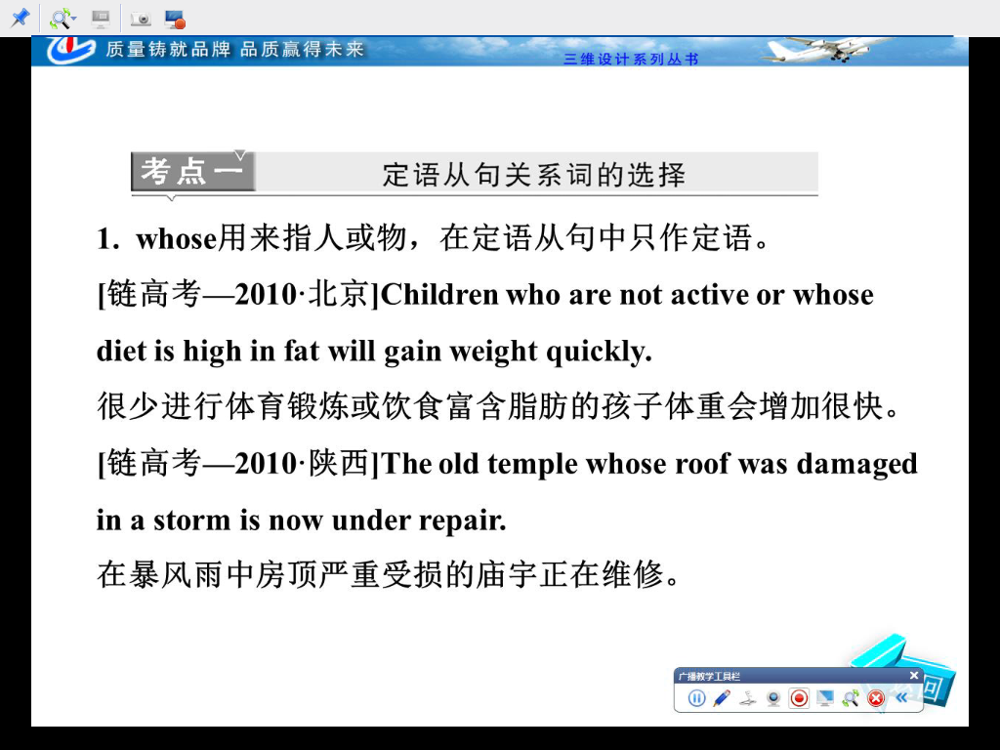 质量铸就品牌 品质赢得未来
三维设计系列丛书
考点一
定语从句关系词的选择
1. whose用来指人或物，在定语从句中只作定语。
[链高考—2010·北京]Children who are not active or whose
diet is high in fat will gain weight quickly.
很少进行体育锻炼或饮食富含脂肪的孩子体重会增加很快。
[链高考—2010·陕西]The old temple whose roof was damaged
in a storm is now under repair.
在暴风雨中房顶严重受损的庙宇正在维修。
广播教学工具栏
回